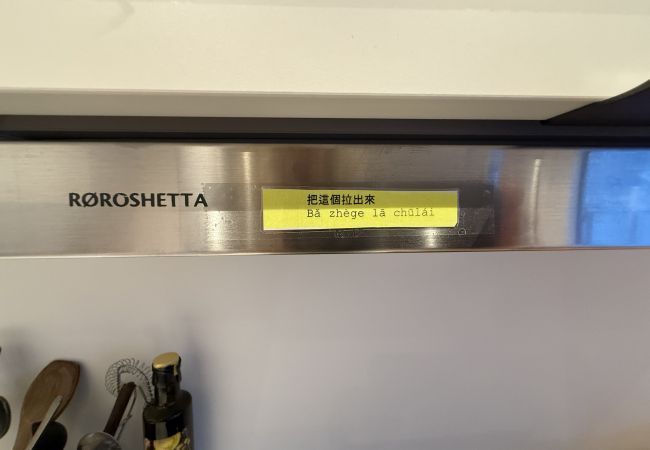 RØROSHETTA
把這個拉出來
Bǎ zhège lā chūlái